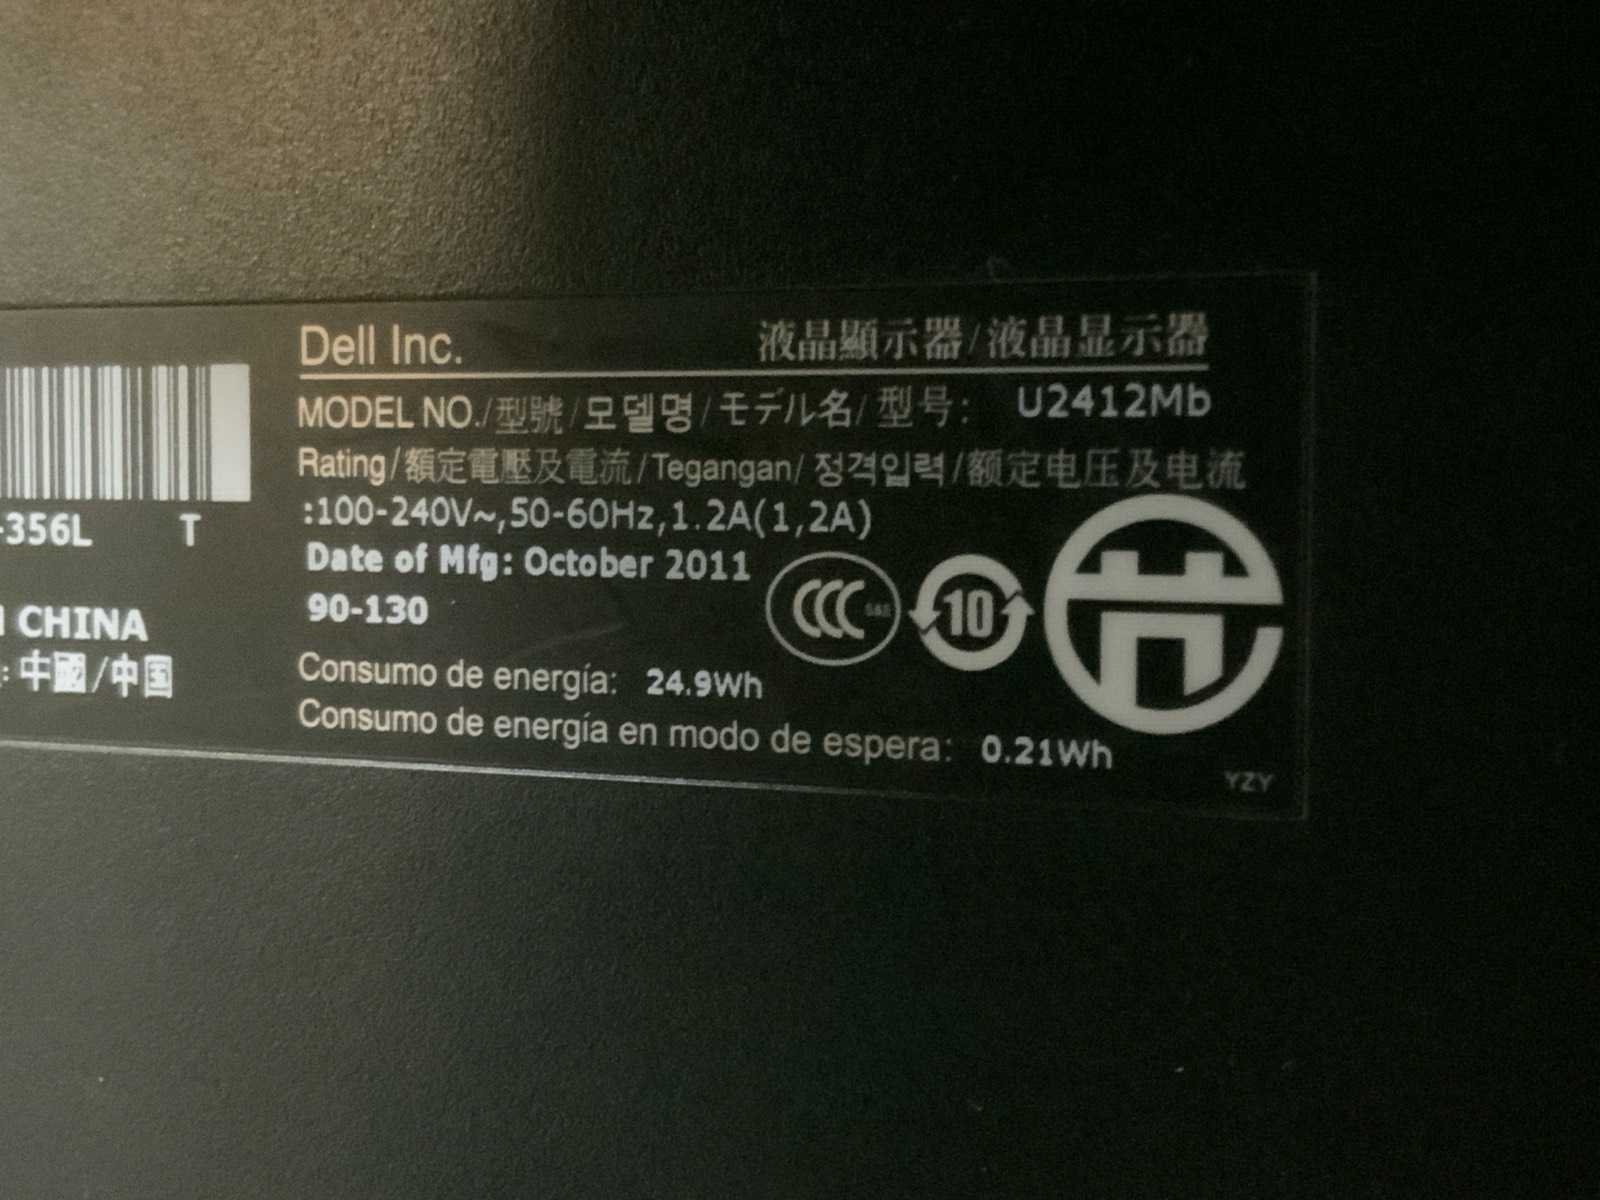 Dell Inc. 液晶顯示器/液晶显示器
MODEL NO./型號/모델명/モデル名/型号: U2412Mb
Rating/額定電壓及電流/Tegangan/정격입력/额定电压及电流
:100-240V~,50-60Hz,1.2A(1,2A)
Date of Mfg: October 2011
90-130
CCC S&E
10
Consumo de energía: 24.9Wh
Consumo de energía en modo de espera: 0.21Wh
YZY
-356L T
CHINA
: 中國/中国